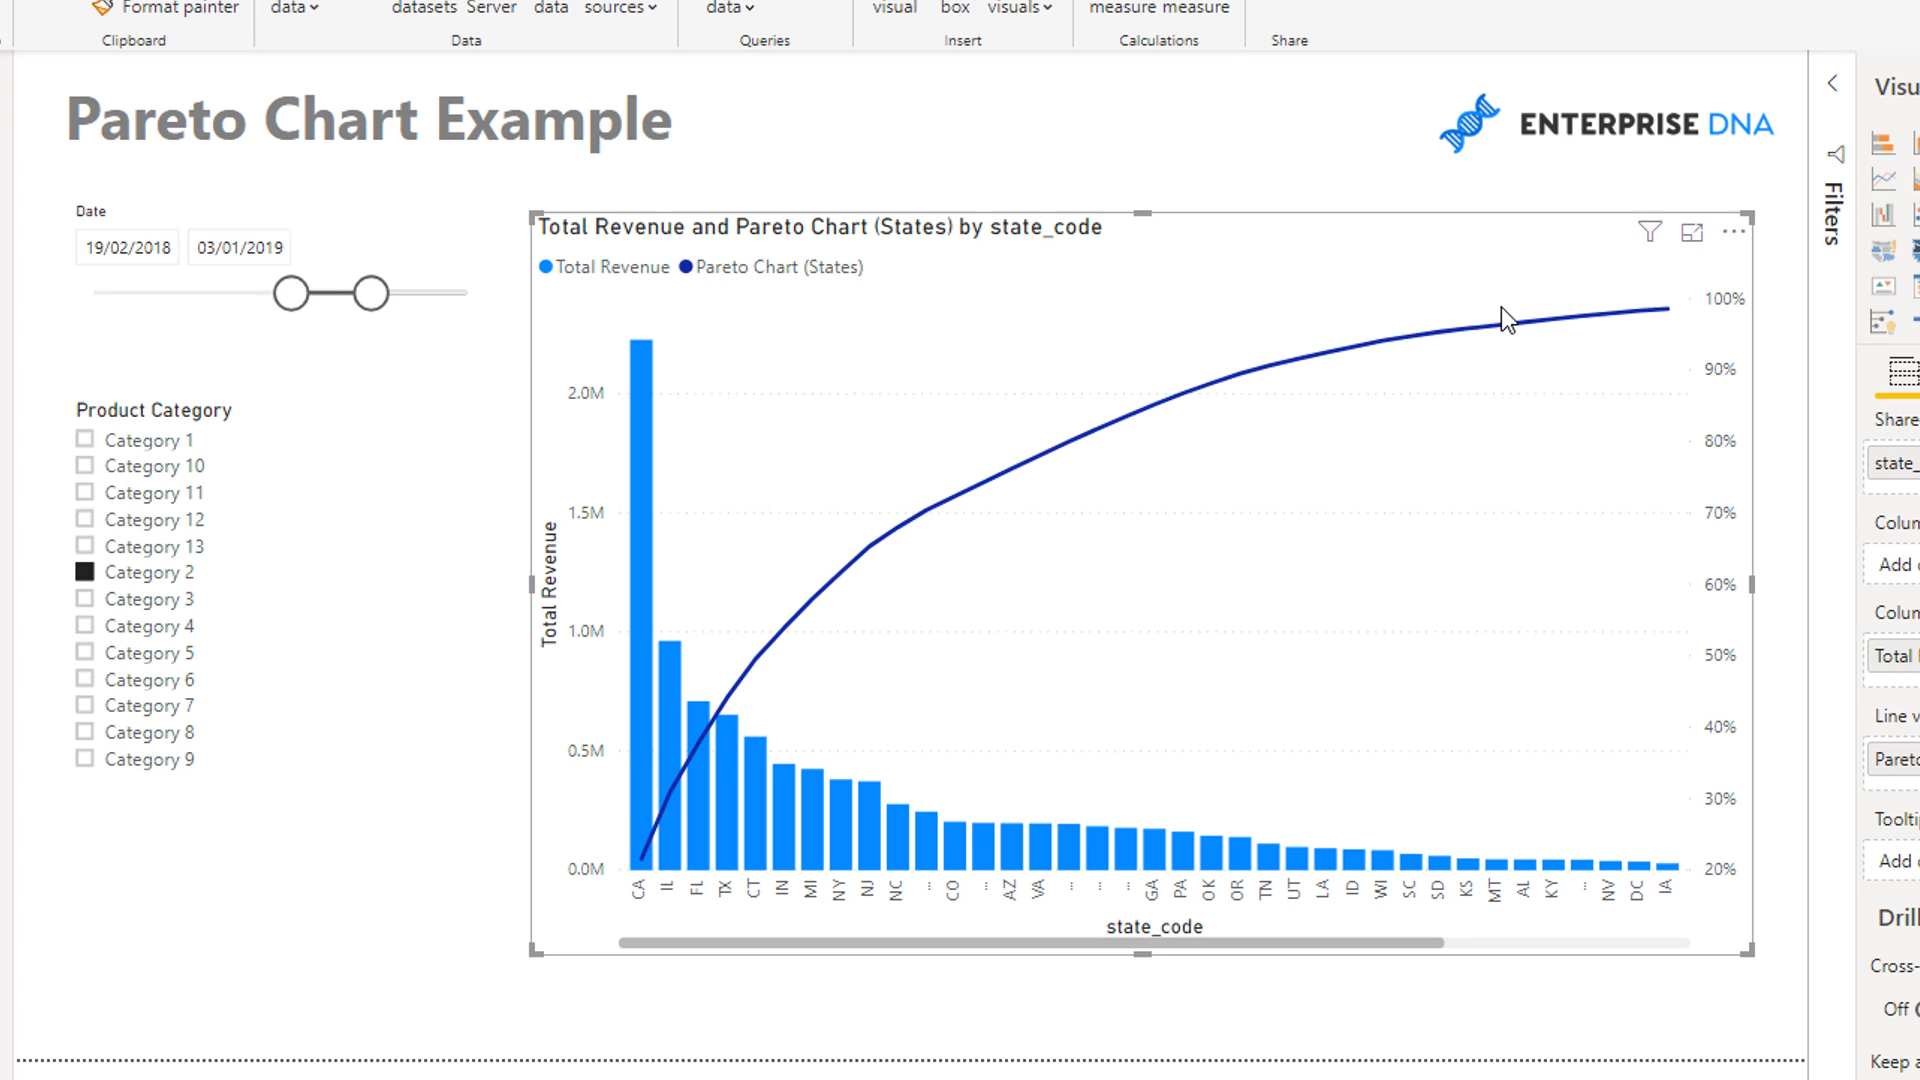 Format painter
data
datasets Server data sources
data
visual box visuals
measure measure
Clipboard
Data
Queries
Insert
Calculations
Share
Pareto Chart Example
ENTERPRISE DNA
Date
19/02/2018 03/01/2019
Product Category
Category 1
Category 10
Category 11
Category 12
Category 13
Category 2
Category 3
Category 4
Category 5
Category 6
Category 7
Category 8
Category 9
Total Revenue and Pareto Chart (States) by state_code
Total Revenue Pareto Chart (States)
Total Revenue
2.0M
1.5M
1.0M
0.5M
0.0M
100%
90%
80%
70%
60%
50%
40%
30%
20%
CA IL FL TX CT IN MI NY NJ NC ... CO ... AZ VA ... ... ... GA PA OK OR TN UT LA ID WI SC SD KS MT AL KY ... NV DC IA
state_code
Filters
Visu
Share
state_
Colum
Add
Colum
Total
Line v
Pareto
Toolti
Add
Drill
Cross-
Off
Keep a